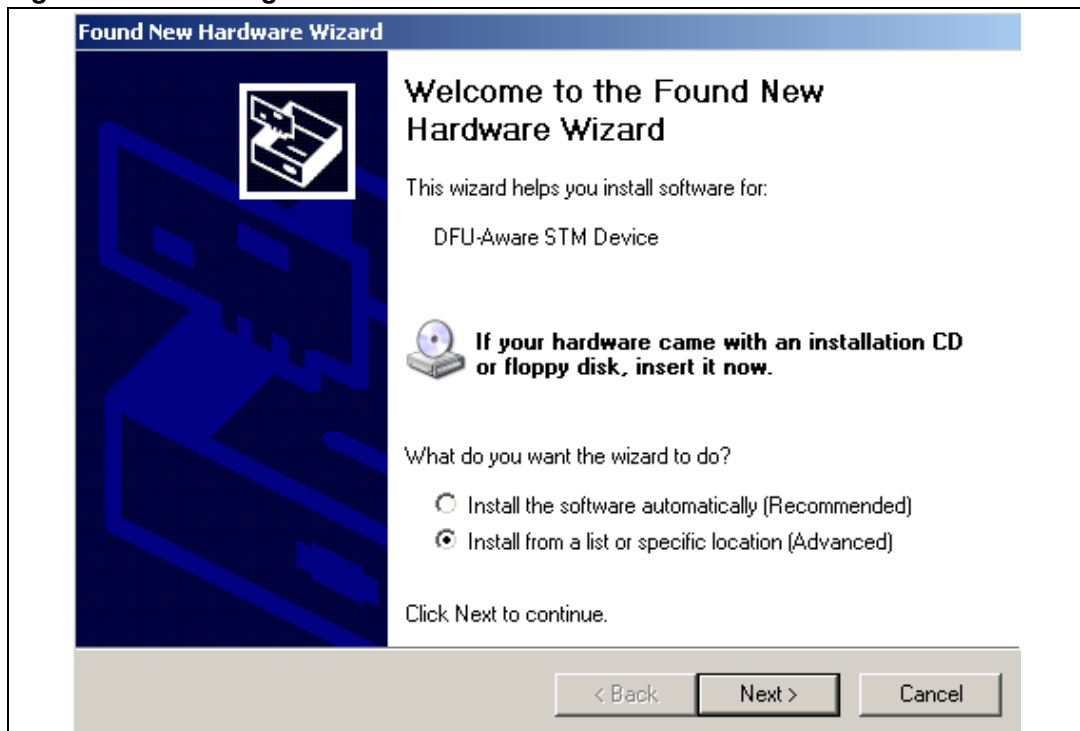 Found New Hardware Wizard
Welcome to the Found New
Hardware Wizard
This wizard helps you install software for:
DFU-Aware STM Device
If your hardware came with an installation CD
or floppy disk, insert it now.
What do you want the wizard to do?
Install the software automatically (Recommended)
Install from a list or specific location (Advanced)
Click Next to continue.
< Back
Next >
Cancel